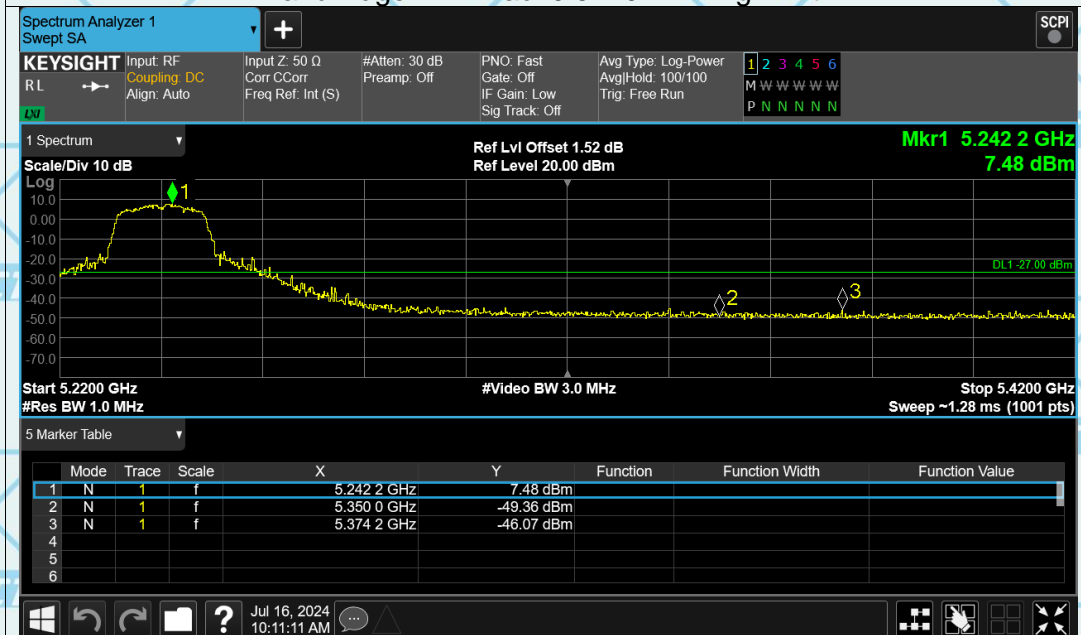 Spectrum Analyzer 1
Swept SA
+
SCPI
KEYSIGHT
RL
LXI
Input: RF
Coupling: DC
Align: Auto
Input Z: 50 Ω
Corr CCorr
Freq Ref: Int (S)
#Atten: 30 dB
Preamp: Off
PNO: Fast
Gate: Off
IF Gain: Low
Sig Track: Off
Avg Type: Log-Power
Avg|Hold: 100/100
Trig: Free Run
1 2 3 4 5 6
M W W W W W
P N N N N N
1 Spectrum
Scale/Div 10 dB
Ref Lvl Offset 1.52 dB
Ref Level 20.00 dBm
Mkr1 5.242 2 GHz
7.48 dBm
Log
10.0
0.00
-10.0
-20.0
-30.0
-40.0
-50.0
-60.0
-70.0
1
2
3
DL1 -27.00 dBm
Start 5.2200 GHz
#Res BW 1.0 MHz
#Video BW 3.0 MHz
Stop 5.4200 GHz
Sweep ~1.28 ms (1001 pts)
5 Marker Table
Mode Trace Scale X Y Function Function Width Function Value
1 N 1 f 5.242 2 GHz 7.48 dBm
2 N 1 f 5.350 0 GHz -49.36 dBm
3 N 1 f 5.374 2 GHz -46.07 dBm
4
5
6
?
Jul 16, 2024
10:11:11 AM